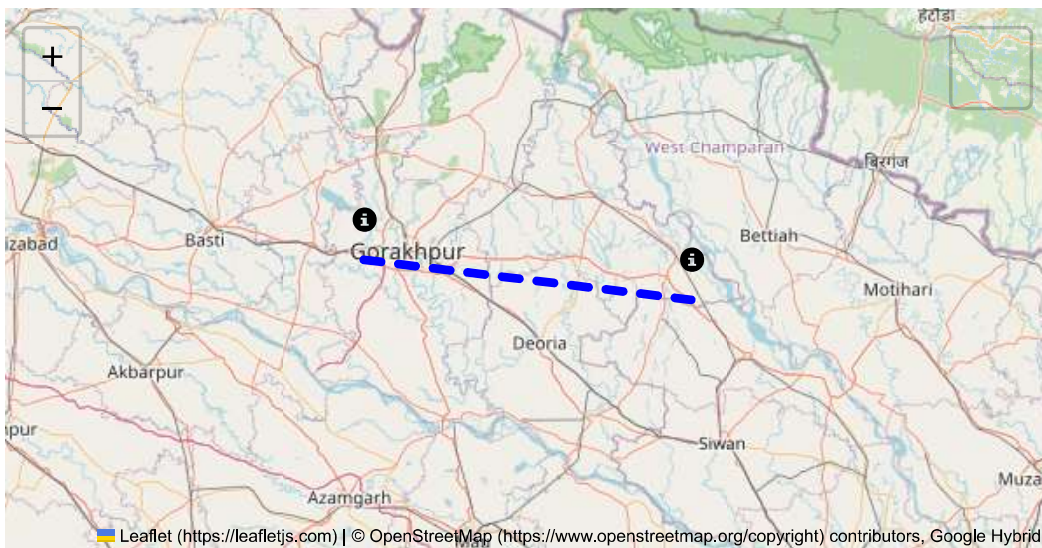 हेटौडा
+
−
West Champaran
बिरगंज
izabad
Basti
Gorakhpur
Bettiah
Motihari
Deoria
Akbarpur
npur
Siwan
Muza
Azamgarh
Mau
Leaflet (https://leafletjs.com) | © OpenStreetMap (https://www.openstreetmap.org/copyright) contributors, Google Hybrid